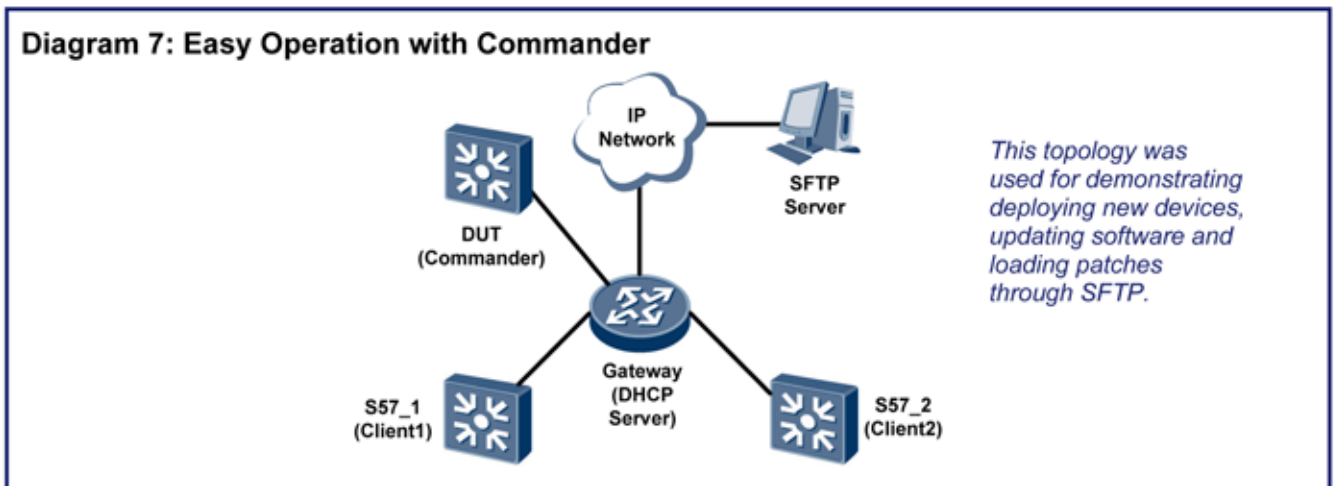 Diagram 7: Easy Operation with Commander
IP
Network
SFTP
Server
This topology was
used for demonstrating
deploying new devices,
updating software and
loading patches
through SFTP.
DUT
(Commander)
Gateway
(DHCP
Server)
S57_1
(Client1)
S57_2
(Client2)